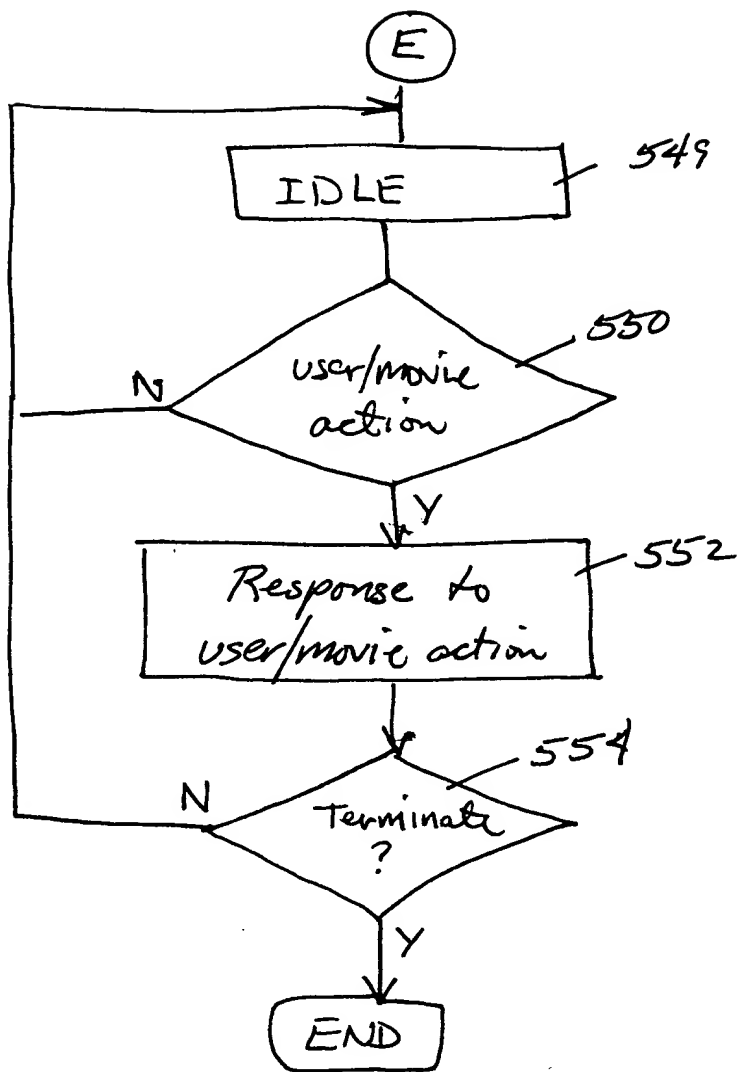 E
IDLE
549
user/movie
action
550
N
Y
Response to
user/movie action
552
Terminate
?
554
N
Y
END